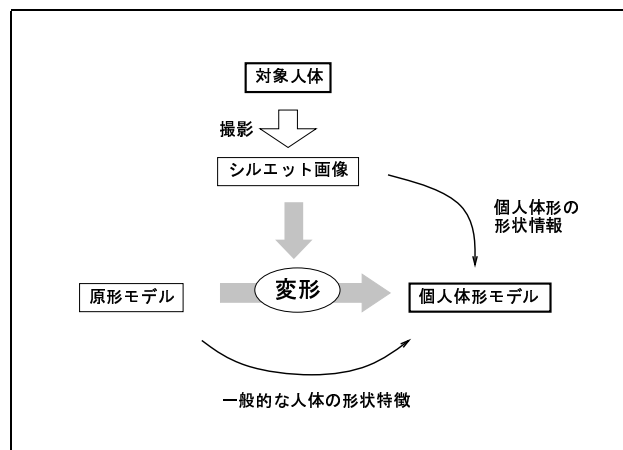 対象人体
撮影
シルエット画像
個人体形の
形状情報
原形モデル
変形
個人体形モデル
一般的な人体の形状特徴